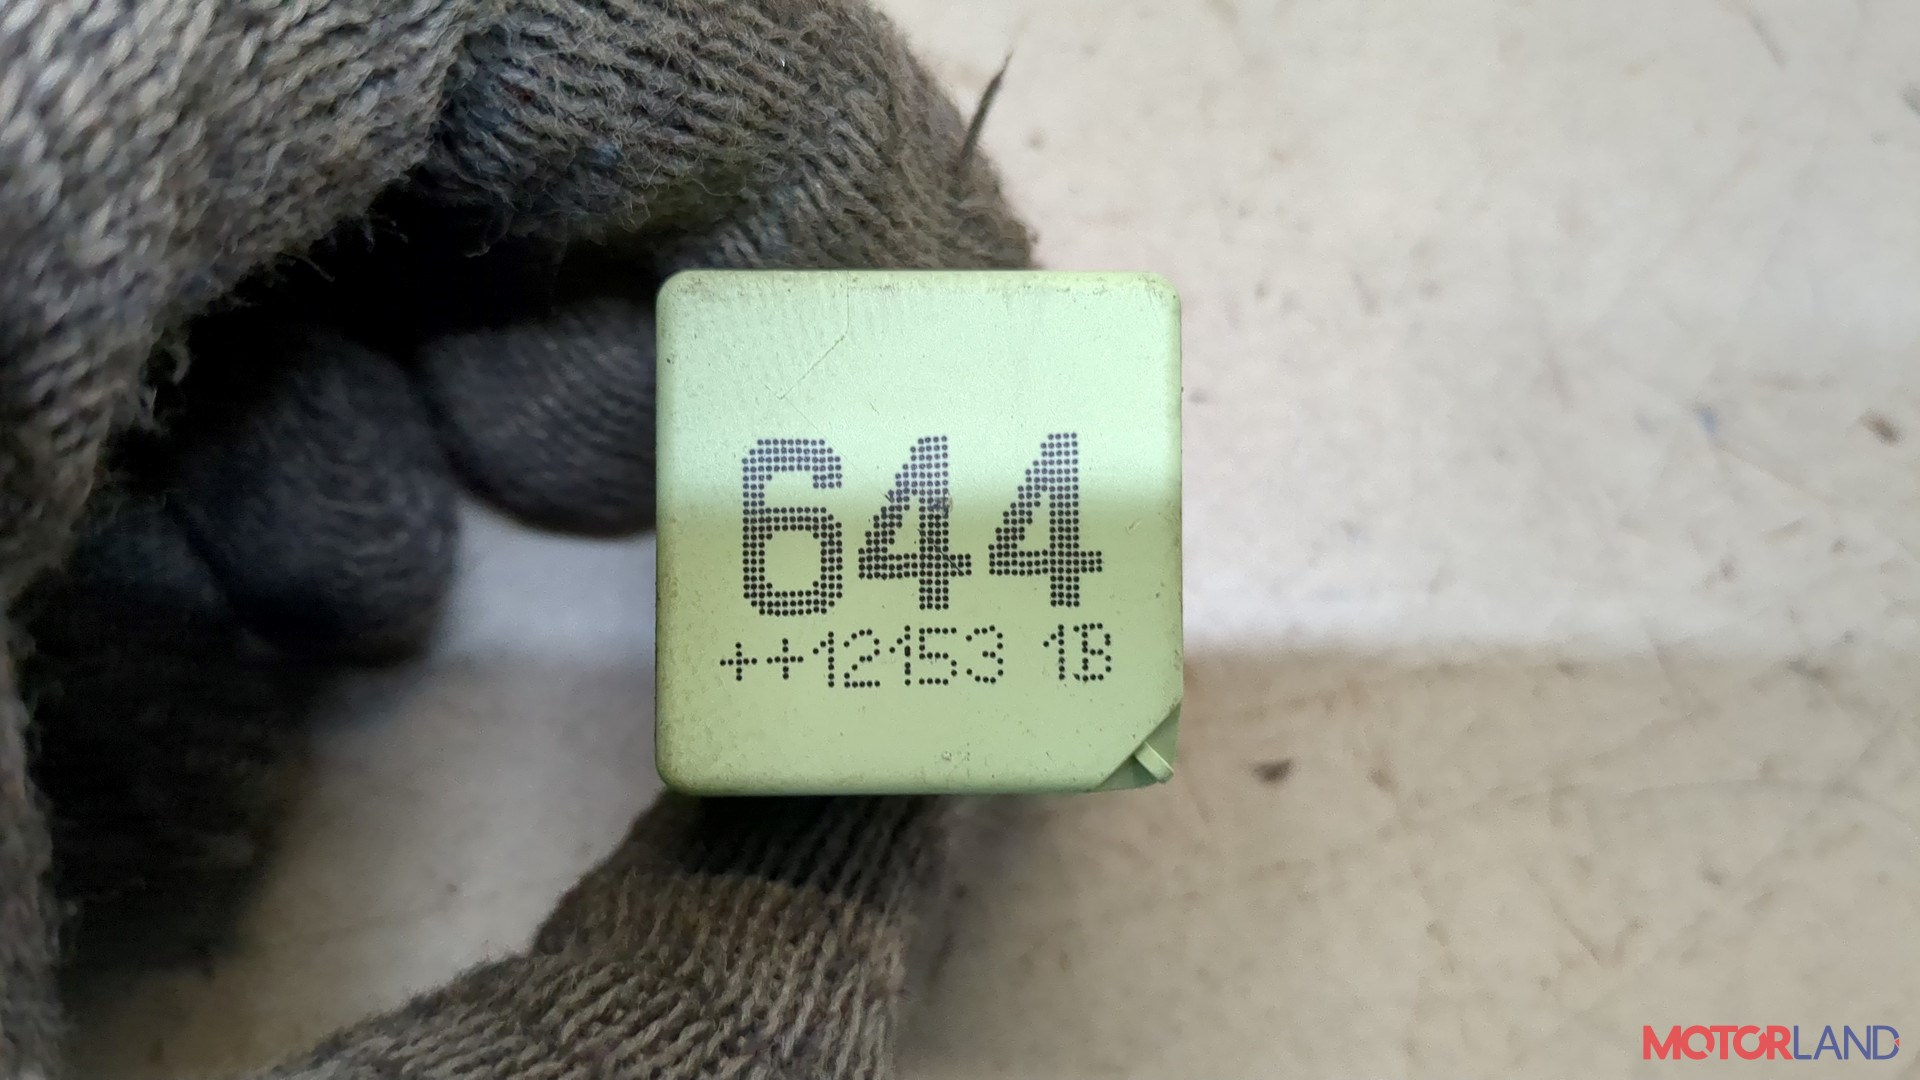 644
++12153 1B
MOTORLAND